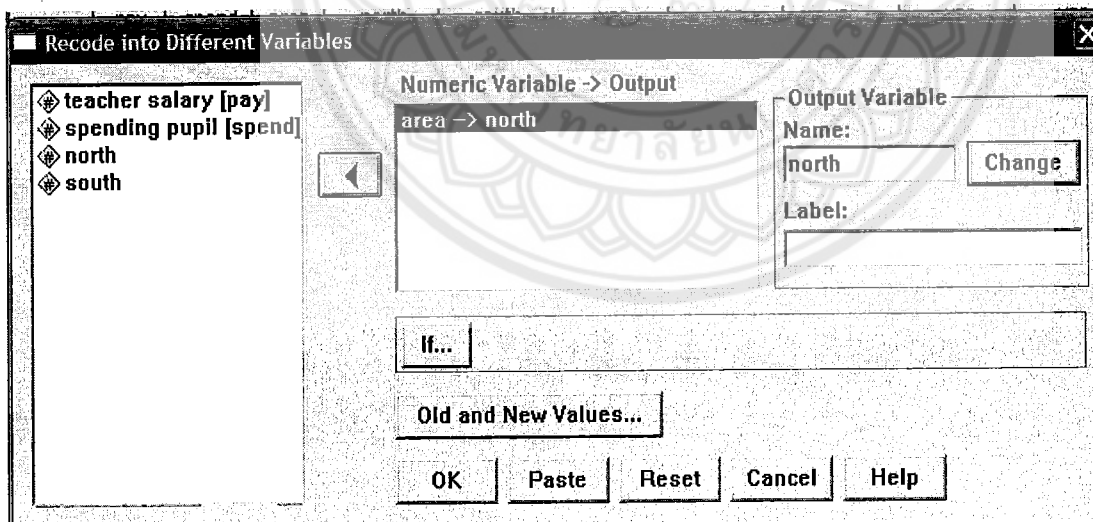 Recode into Different Variables
teacher salary [pay]
spending pupil [spend]
north
south
Numeric Variable -> Output
area -> north
Output Variable
Name:
north
Change
Label:
If...
Old and New Values...
OK
Paste
Reset
Cancel
Help